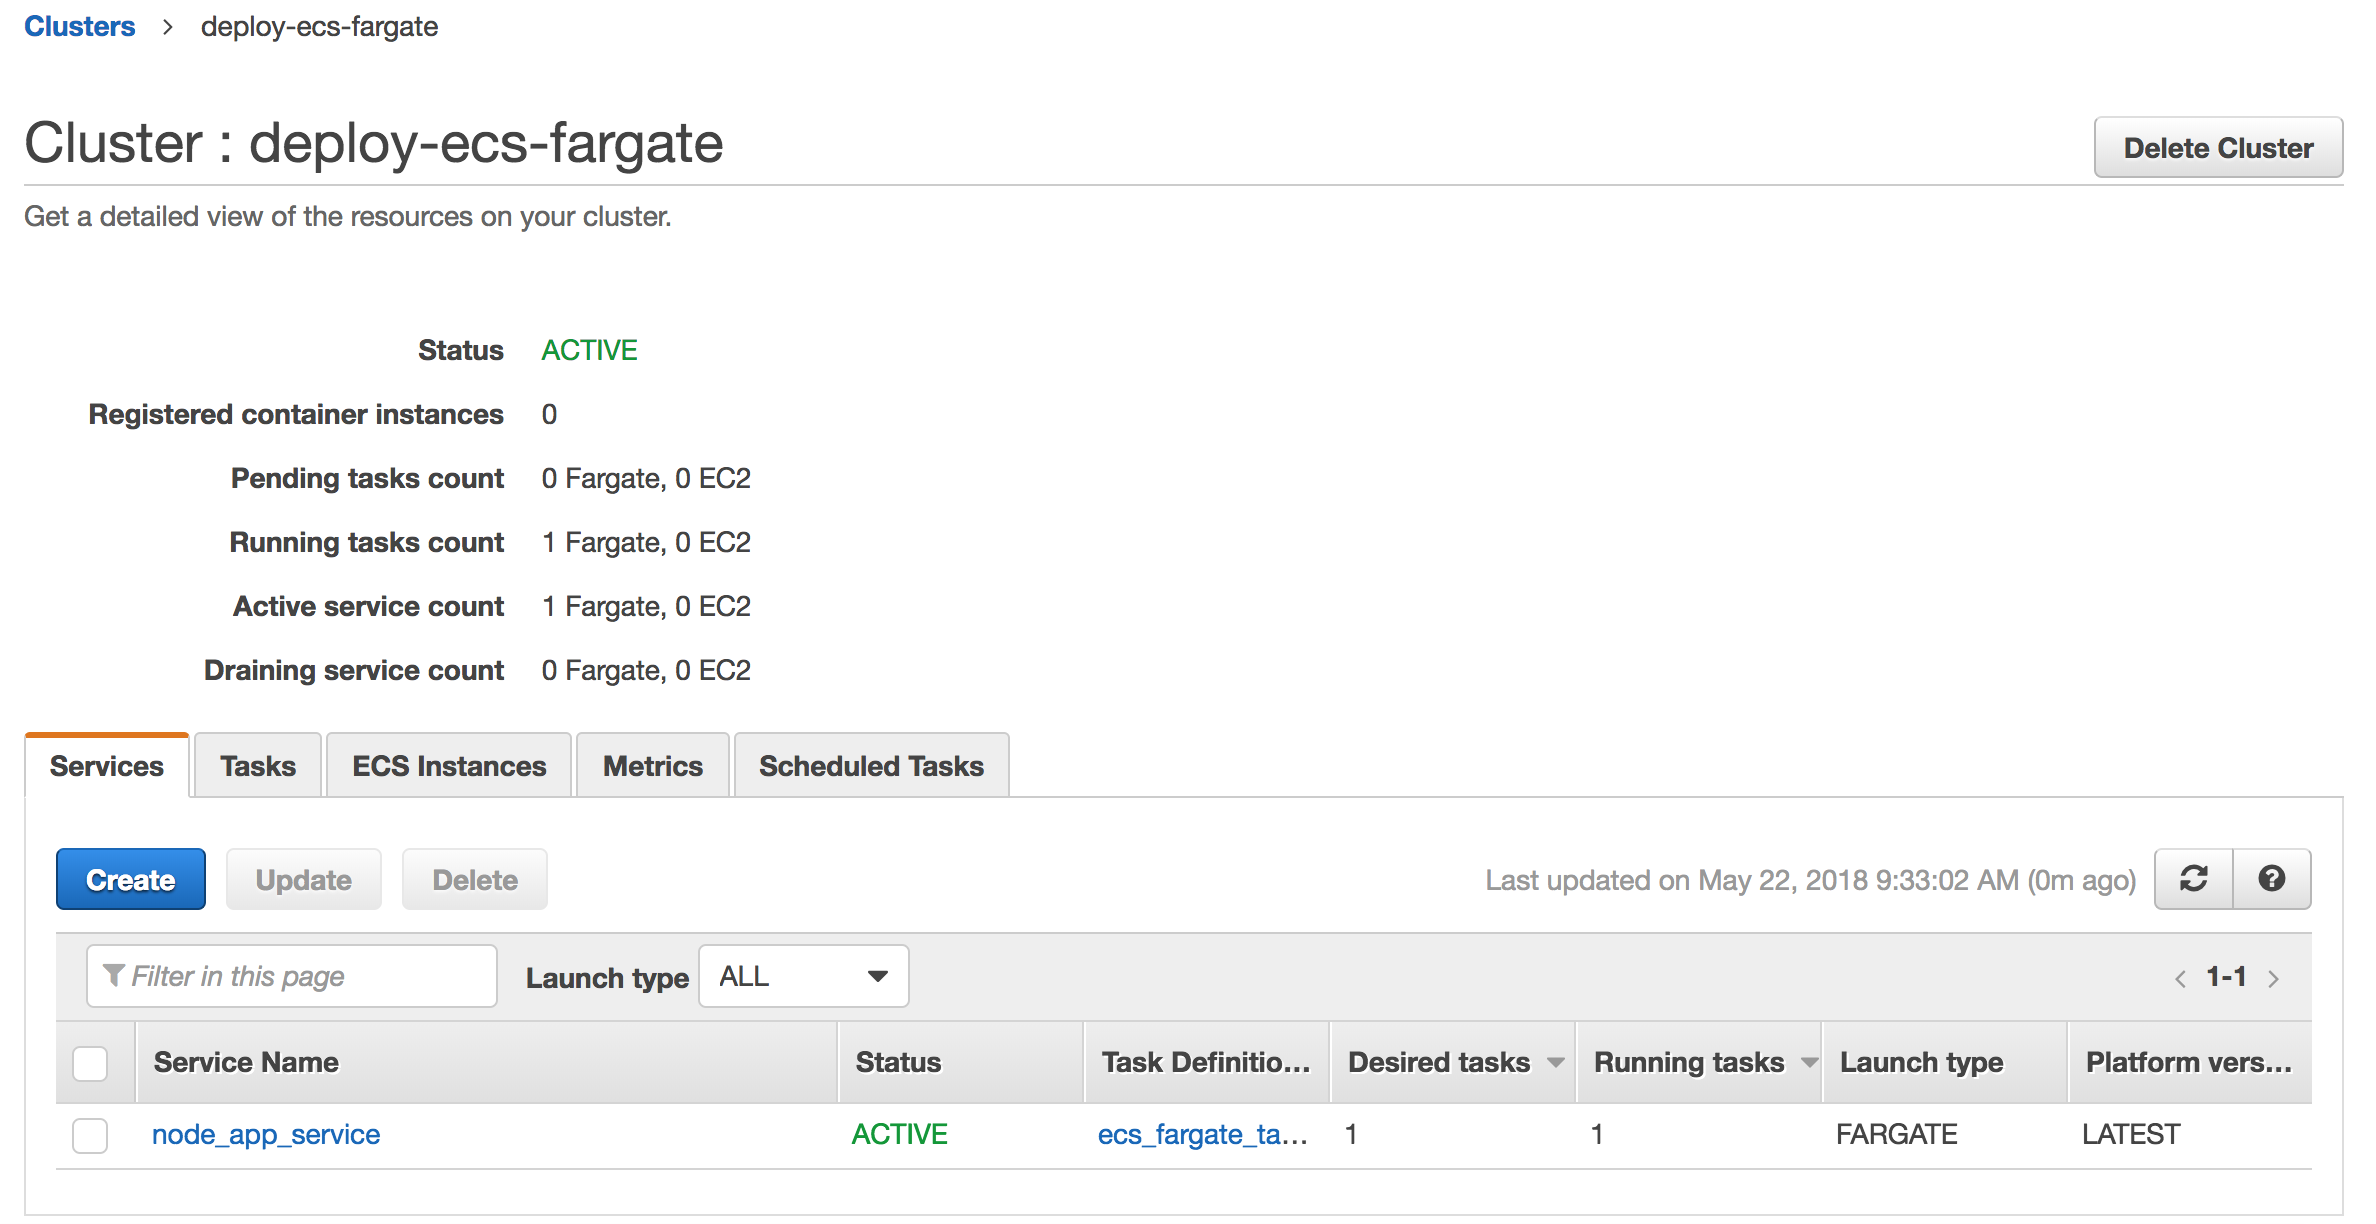 Clusters > deploy-ecs-fargate
Cluster : deploy-ecs-fargate
Delete Cluster
Get a detailed view of the resources on your cluster.
Status ACTIVE
Registered container instances 0
Pending tasks count 0 Fargate, 0 EC2
Running tasks count 1 Fargate, 0 EC2
Active service count 1 Fargate, 0 EC2
Draining service count 0 Fargate, 0 EC2
Services Tasks ECS Instances Metrics Scheduled Tasks
Create Update Delete Last updated on May 22, 2018 9:33:02 AM (0m ago)
Filter in this page Launch type ALL < 1-1 >
Service Name Status Task Definitio... Desired tasks Running tasks Launch type Platform vers...
node_app_service ACTIVE ecs_fargate_ta... 1 1 FARGATE LATEST